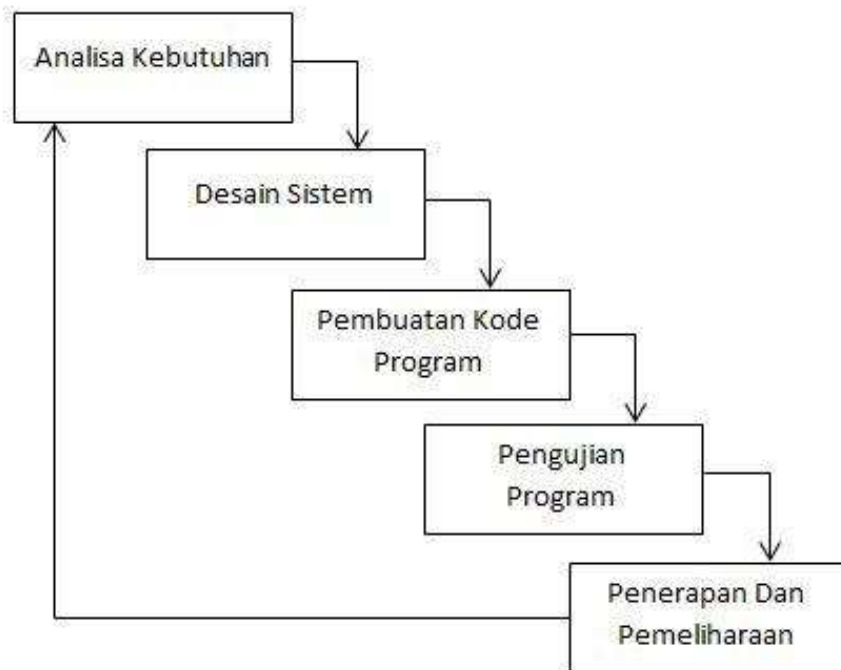 Analisa Kebutuhan
Desain Sistem
Pembuatan Kode
Program
Pengujian
Program
Penerapan Dan
Pemeliharaan